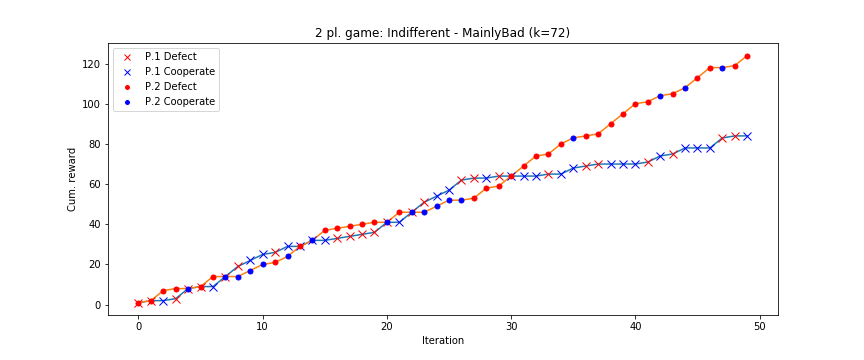 2 pl. game: Indifferent - MainlyBad (k=72)
P.1 Defect
P.1 Cooperate
P.2 Defect
P.2 Cooperate
Cum. reward
120
100
80
60
40
20
0
0 10 20 30 40 50
Iteration